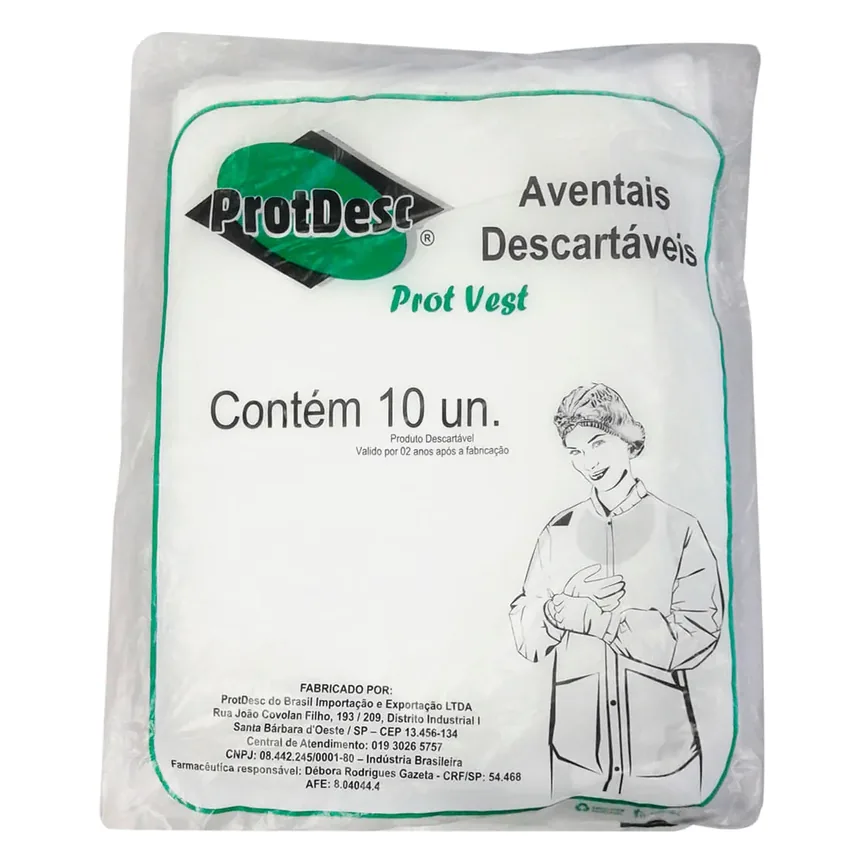 ProtDesc
®
Aventais
Descartáveis
Prot Vest
Contém 10 un.
Produto Descartável
Valido por 02 anos após a fabricação
FABRICADO POR:
ProtDesc do Brasil Importação e Exportação LTDA
Rua João Covolan Filho, 193 / 209, Distrito Industrial I
Santa Bárbara d'Oeste / SP – CEP 13.456-134
Central de Atendimento: 019 3026 5757
CNPJ: 08.442.245/0001-80 – Indústria Brasileira
Farmacêutica responsável: Débora Rodrigues Gazeta - CRF/SP: 54.468
AFE: 8.04044.4